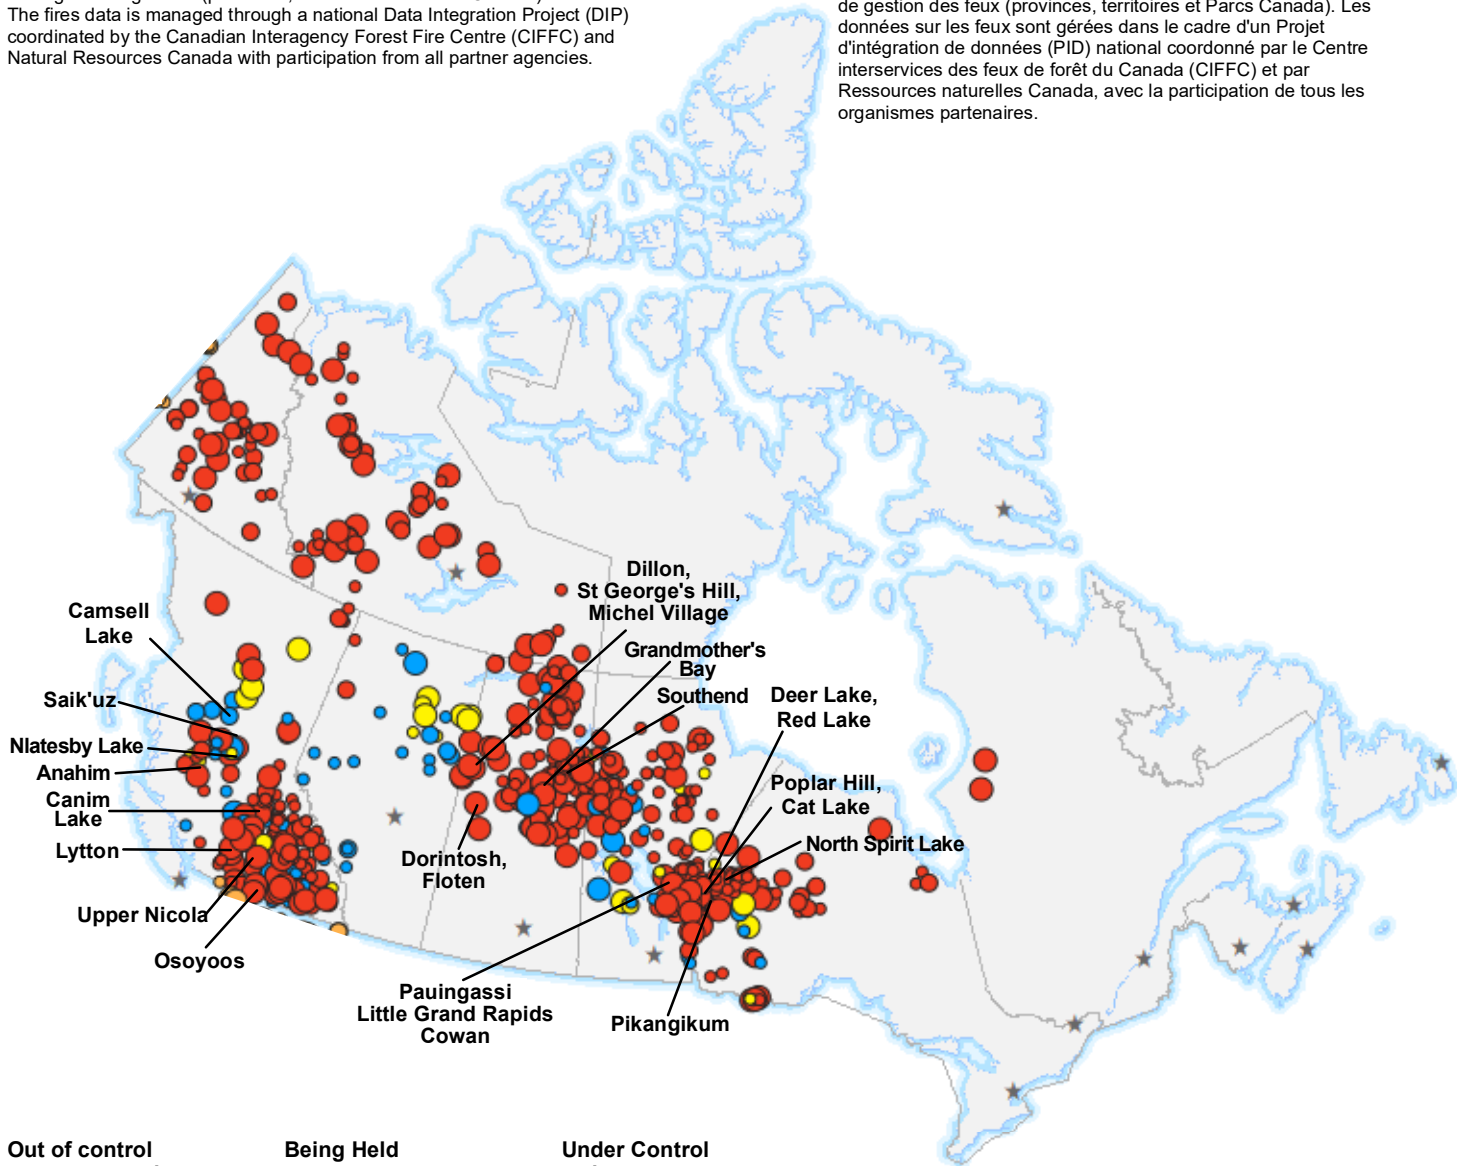 The fires data is managed through a national Data Integration Project (DIP)
coordinated by the Canadian Interagency Forest Fire Centre (CIFFC) and
Natural Resources Canada with participation from all partner agencies.
de gestion des feux (provinces, territoires et Parcs Canada). Les
données sur les feux sont gérées dans le cadre d'un Projet
d'intégration de données (PID) national coordonné par le Centre
interservices des feux de forêt du Canada (CIFFC) et par
Ressources naturelles Canada, avec la participation de tous les
organismes partenaires.
Dillon,
St George's Hill,
Michel Village
Camsell
Lake
Grandmother's
Bay
Saik'uz
Southend
Deer Lake,
Red Lake
Nlatesby Lake
Anahim
Poplar Hill,
Cat Lake
Canim
Lake
North Spirit Lake
Lytton
Dorintosh,
Floten
Upper Nicola
Osoyoos
Pauingassi
Little Grand Rapids
Cowan
Pikangikum
Out of control
Being Held
Under Control